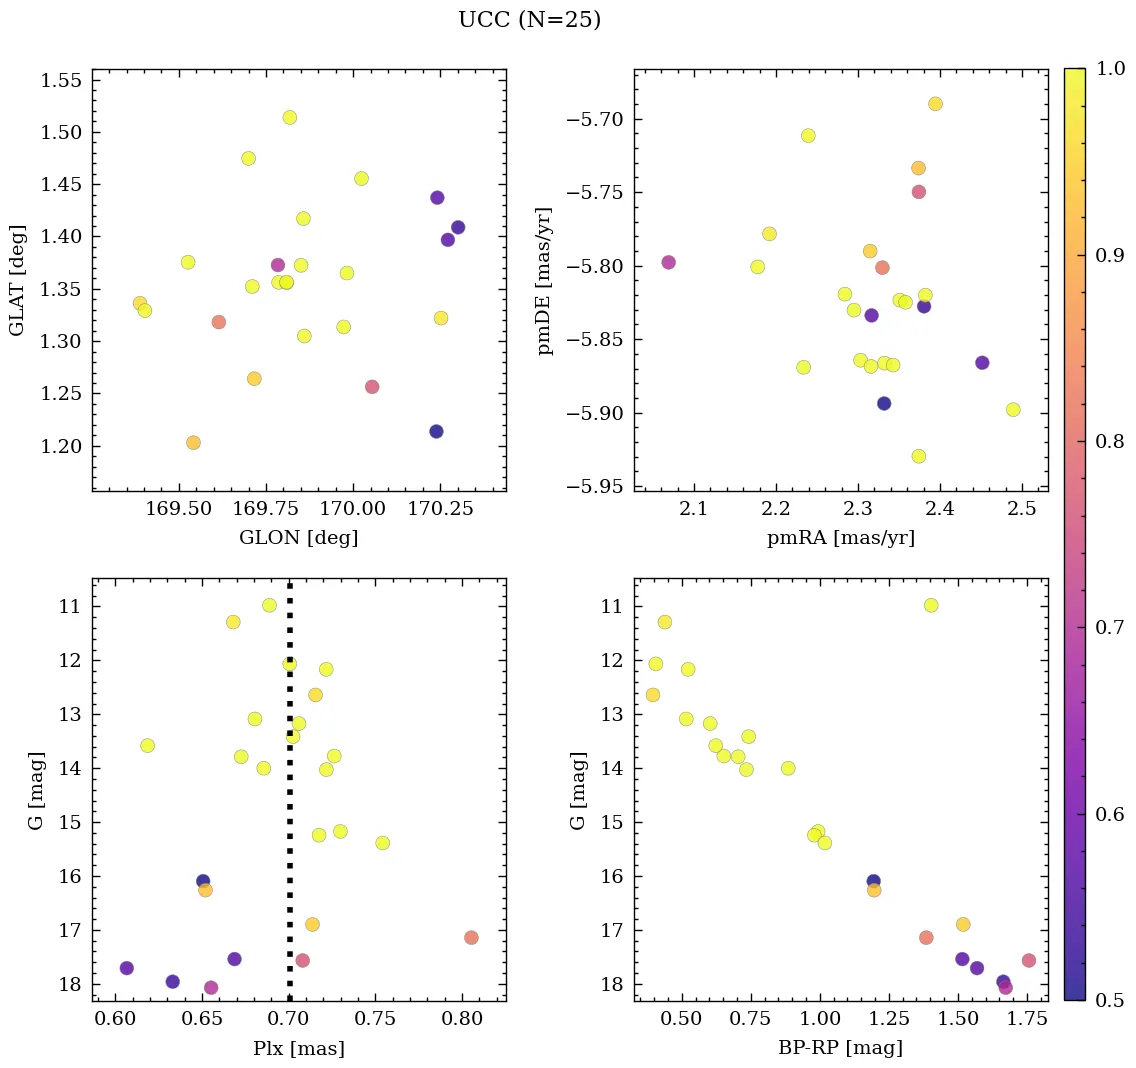 UCC (N=25)
1.55
1.50
1.45
1.40
1.35
1.30
1.25
1.20
GLAT [deg]
169.50 169.75 170.00 170.25
GLON [deg]
−5.70
−5.75
−5.80
−5.85
−5.90
−5.95
pmDE [mas/yr]
2.1 2.2 2.3 2.4 2.5
pmRA [mas/yr]
11
12
13
14
15
16
17
18
G [mag]
0.60 0.65 0.70 0.75 0.80
Plx [mas]
11
12
13
14
15
16
17
18
G [mag]
0.50 0.75 1.00 1.25 1.50 1.75
BP-RP [mag]
1.0
0.9
0.8
0.7
0.6
0.5